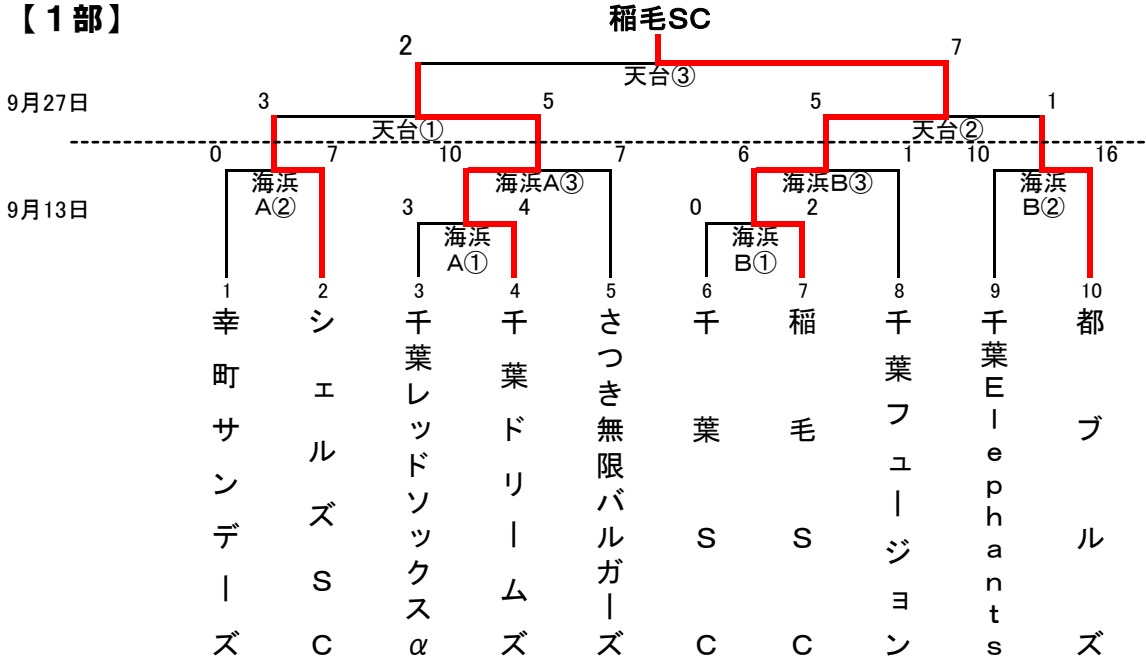 【１部】
稲毛SC
2
7
天台③
9月27日
3
5
5
1
天台①
天台②
0
7
10
7
6
1
10
16
海浜
A②
海浜A③
海浜B③
海浜
B②
9月13日
3
4
0
2
海浜
A①
海浜
B①
1
2
3
4
5
6
7
8
9
10
幸町サンデーズ
シェルズSC
千葉レッドソックスα
千葉ドリームズ
さつき無限バルガーズ
千葉SC
稲毛SC
千葉フュージョン
千葉Elephants
都ブルズ